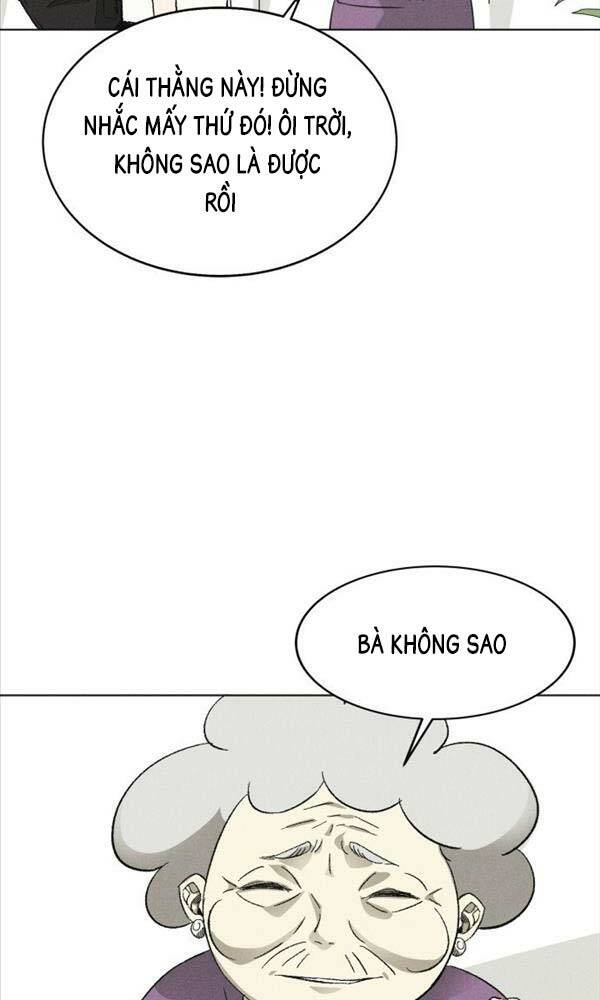 CÁI THẰNG NÀY! ĐỪNG
NHẮC MẤY THỨ ĐÓ! ÔI TRỜI,
KHÔNG SAO LÀ ĐƯỢC
RỒI
BÀ KHÔNG SAO